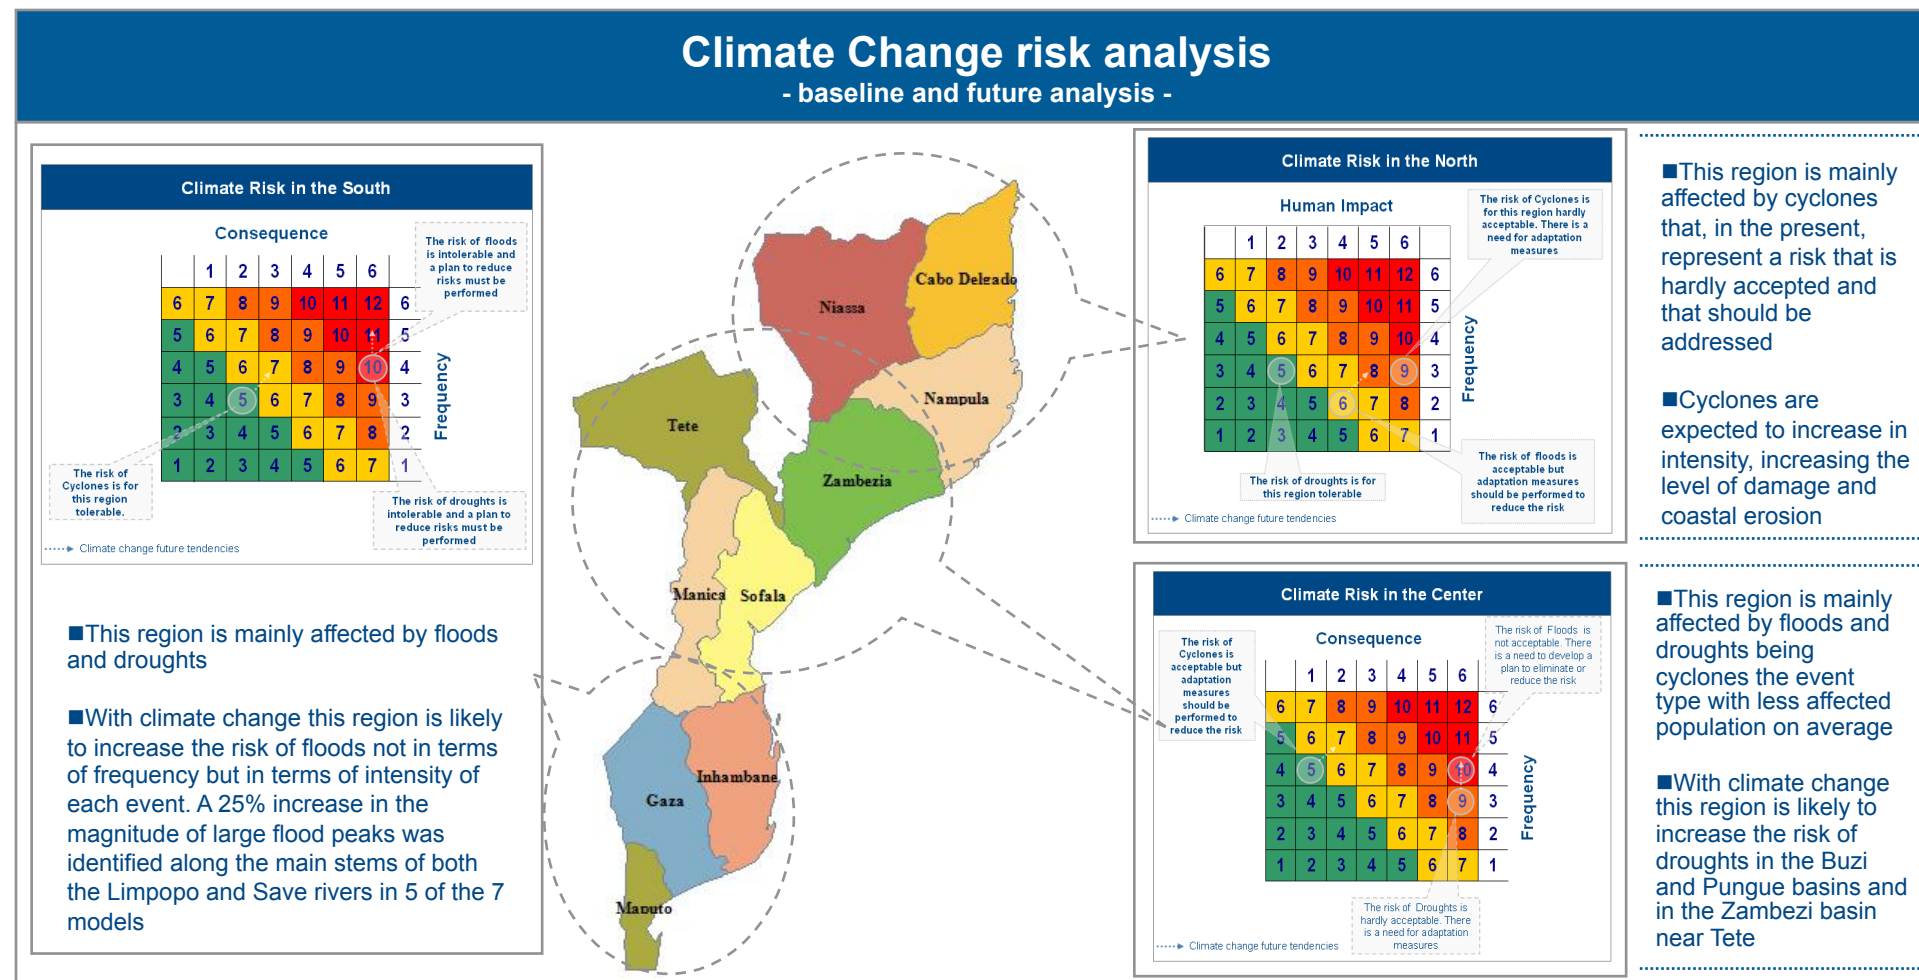 Climate Change risk analysis
- baseline and future analysis -
Climate Risk in the South
Consequence
The risk of floods
is intolerable and
a plan to reduce
risks must be
performed
1 2 3 4 5 6
6 7 8 9 10 11 12 6
5 6 7 8 9 10 11 5
4 5 6 7 8 9 10 4
3 4 5 6 7 8 9 3
2 3 4 5 6 7 8 2
1 2 3 4 5 6 7 1
Frequency
The risk of
Cyclones is for
this region
tolerable.
The risk of droughts is
intolerable and a plan to
reduce risks must be
performed
Climate change future tendencies
■This region is mainly affected by floods
and droughts
■With climate change this region is likely
to increase the risk of floods not in terms
of frequency but in terms of intensity of
each event. A 25% increase in the
magnitude of large flood peaks was
identified along the main stems of both
the Limpopo and Save rivers in 5 of the 7
models
Cabo Delgado
Niassa
Nampula
Tete
Zambezia
Manica
Sofala
Inhambane
Gaza
Maputo
Climate Risk in the North
Human Impact
The risk of Cyclones is
for this region hardly
acceptable. There is a
need for adaptation
measures
1 2 3 4 5 6
6 7 8 9 10 11 12 6
5 6 7 8 9 10 11 5
4 5 6 7 8 9 10 4
3 4 5 6 7 8 9 3
2 3 4 5 6 7 8 2
1 2 3 4 5 6 7 1
Frequency
The risk of droughts is for
this region tolerable
The risk of floods is
acceptable but
adaptation measures
should be performed to
reduce the risk
Climate change future tendencies
■This region is mainly
affected by cyclones
that, in the present,
represent a risk that is
hardly accepted and
that should be
addressed
■Cyclones are
expected to increase in
intensity, increasing the
level of damage and
coastal erosion
Climate Risk in the Center
The risk of
Cyclones is
acceptable but
adaptation
measures
should be
performed to
reduce the risk
Consequence
The risk of Floods is
not acceptable. There
is a need to develop a
plan to eliminate or
reduce the risk
1 2 3 4 5 6
6 7 8 9 10 11 12 6
5 6 7 8 9 10 11 5
4 5 6 7 8 9 10 4
3 4 5 6 7 8 9 3
2 3 4 5 6 7 8 2
1 2 3 4 5 6 7 1
Frequency
The risk of Droughts is
hardly acceptable. There
is a need for adaptation
measures
Climate change future tendencies
■This region is mainly
affected by floods and
droughts being
cyclones the event
type with less affected
population on average
■With climate change
this region is likely to
increase the risk of
droughts in the Buzi
and Pungue basins and
in the Zambezi basin
near Tete